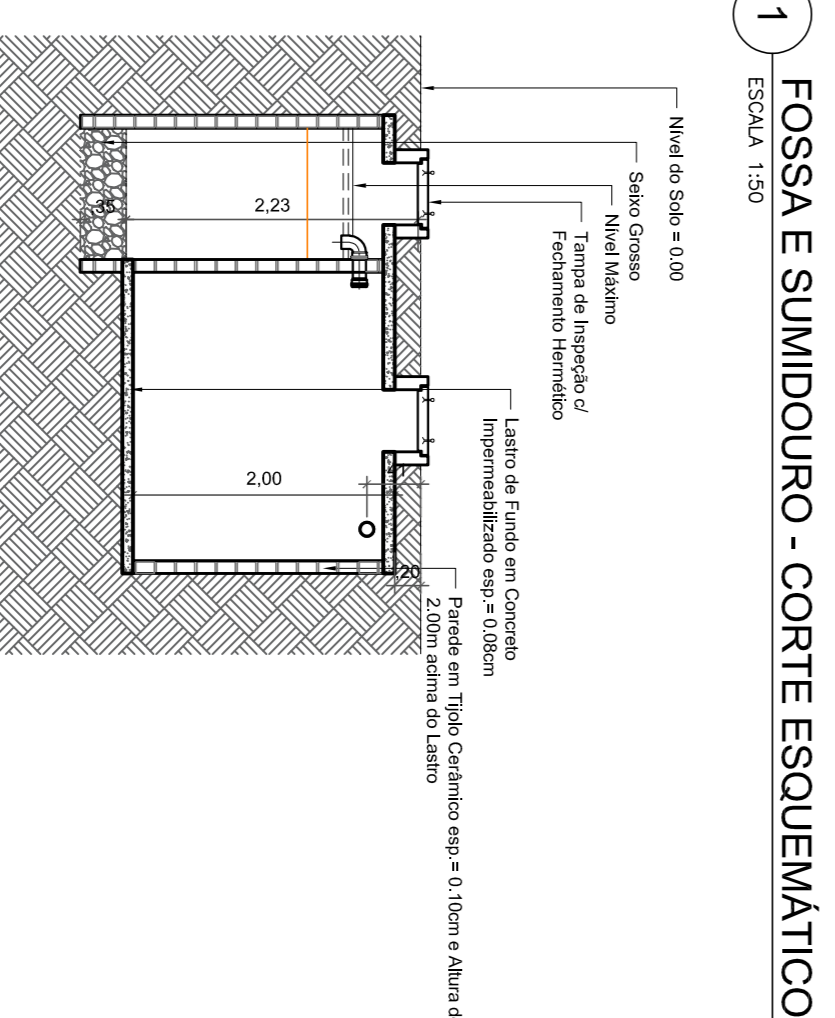 1
FOSSA E SUMIDOURO - CORTE ESQUEMÁTICO
ESCALA 1:50
Nível do Solo = 0.00
Seixo Grosso
Nível Máximo
Tampa de Inspeção c/
Fechamento Hermético
Lastro de Fundo em Concreto
Impermeabilizado esp.= 0.08cm
Parede em Tijolo Cerâmico esp.= 0.10cm e Altura d
2.00m acima do Lastro
,35
2,23
2,00
,20